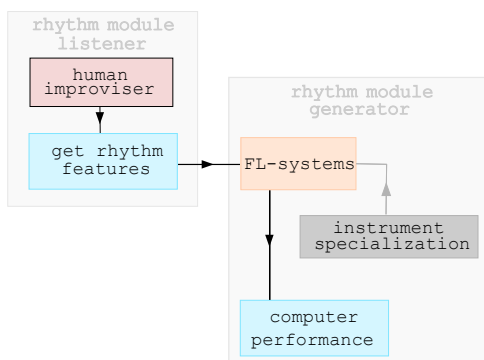 rhythm module
listener
human
improviser
get rhythm
features
rhythm module
generator
FL-systems
instrument
specialization
computer
performance